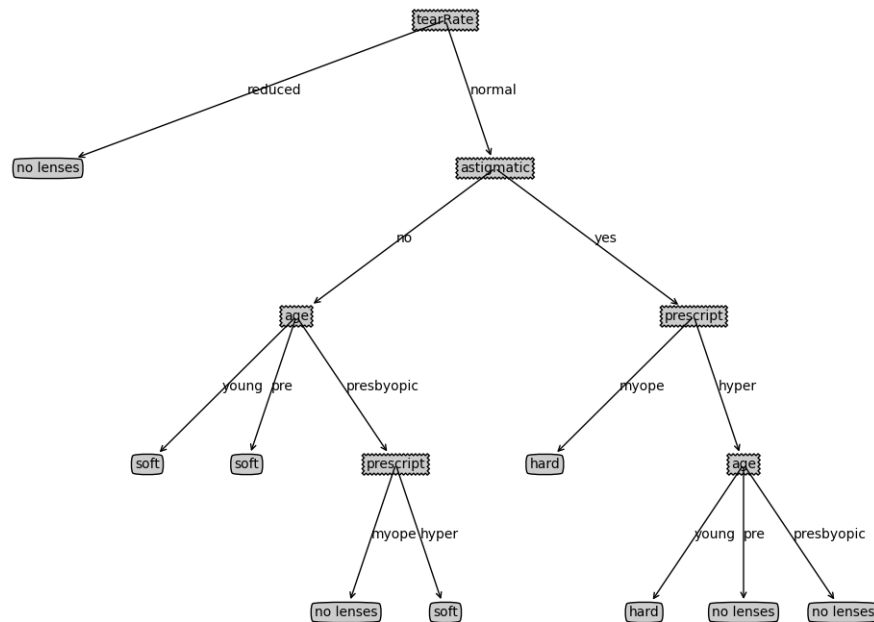 tearRate
reduced
normal
no lenses
astigmatic
no
yes
age
prescript
young
pre
presbyopic
myope
hyper
soft
soft
prescript
hard
age
myope
hyper
young
pre
presbyopic
no lenses
soft
hard
no lenses
no lenses